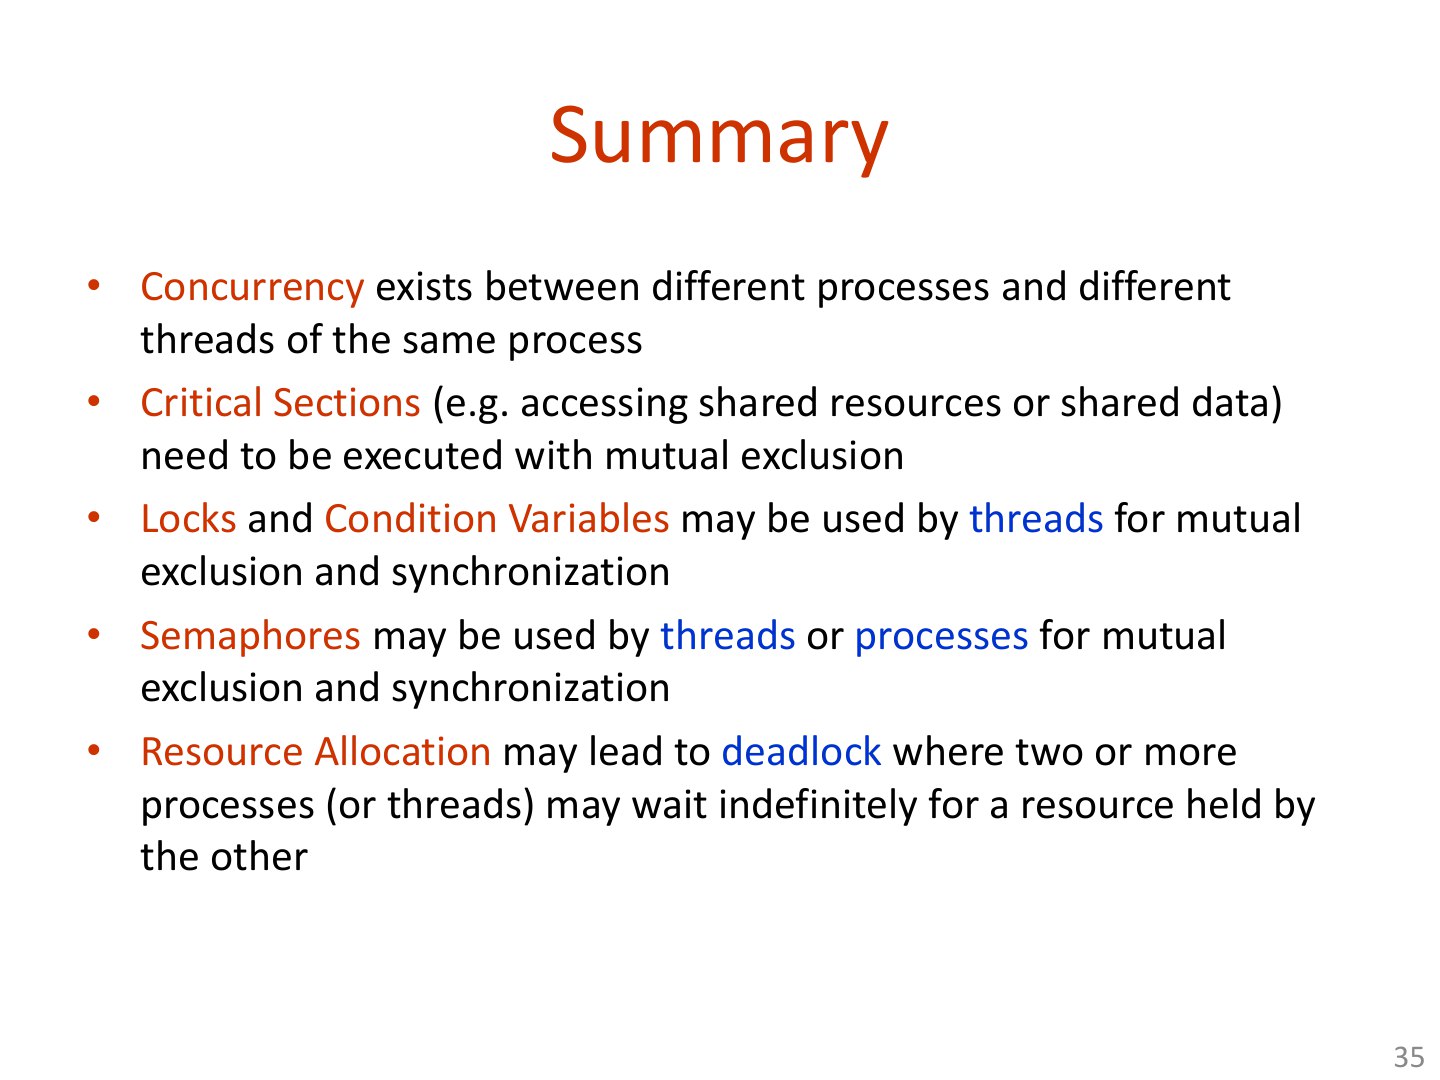 Summary
• Concurrency exists between different processes and different
threads of the same process
• Critical Sections (e.g. accessing shared resources or shared data)
need to be executed with mutual exclusion
• Locks and Condition Variables may be used by threads for mutual
exclusion and synchronization
• Semaphores may be used by threads or processes for mutual
exclusion and synchronization
• Resource Allocation may lead to deadlock where two or more
processes (or threads) may wait indefinitely for a resource held by
the other
35